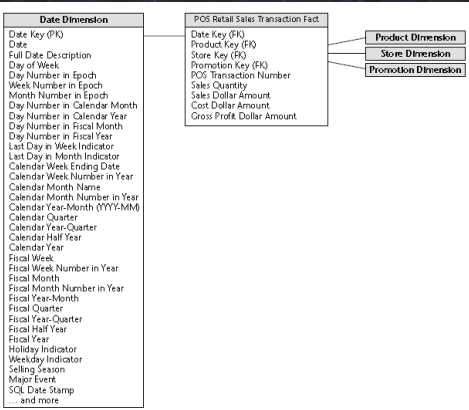 Date Dimension
Date Key (PK)
Date
Full Date Description
Day of Week
Day Number in Epoch
Week Number in Epoch
Month Number in Epoch
Day Number in Calendar Month
Day Number in Calendar Year
Day Number in Fiscal Month
Day Number in Fiscal Year
Last Day in Week Indicator
Last Day in Month Indicator
Calendar Week Ending Date
Calendar Week Number in Year
Calendar Month Name
Calendar Month Number in Year
Calendar Year-Month (YYYY-MM)
Calendar Quarter
Calendar Year-Quarter
Calendar Half Year
Calendar Year
Fiscal Week
Fiscal Week Number in Year
Fiscal Month
Fiscal Month Number in Year
Fiscal Year-Month
Fiscal Quarter
Fiscal Year-Quarter
Fiscal Half Year
Fiscal Year
Holiday Indicator
Weekday Indicator
Selling Season
Major Event
SQL Date Stamp
… and more
POS Retail Sales Transaction Fact
Date Key (FK)
Product Key (FK)
Store Key (FK)
Promotion Key (FK)
POS Transaction Number
Sales Quantity
Sales Dollar Amount
Cost Dollar Amount
Gross Profit Dollar Amount
Product Dimension
Store Dimension
Promotion Dimension